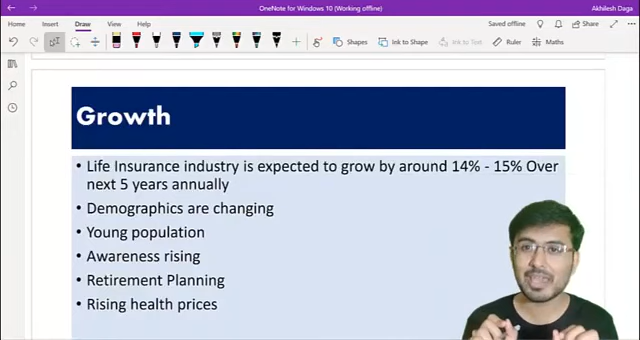 OneNote for Windows 10 (Working offline)
Akhilesh Daga
Home Insert Draw View Help
Saved offline Share
Shapes Ink to Shape Ink to Text Ruler Maths
Growth
• Life Insurance industry is expected to grow by around 14% - 15% Over
next 5 years annually
• Demographics are changing
• Young population
• Awareness rising
• Retirement Planning
• Rising health prices